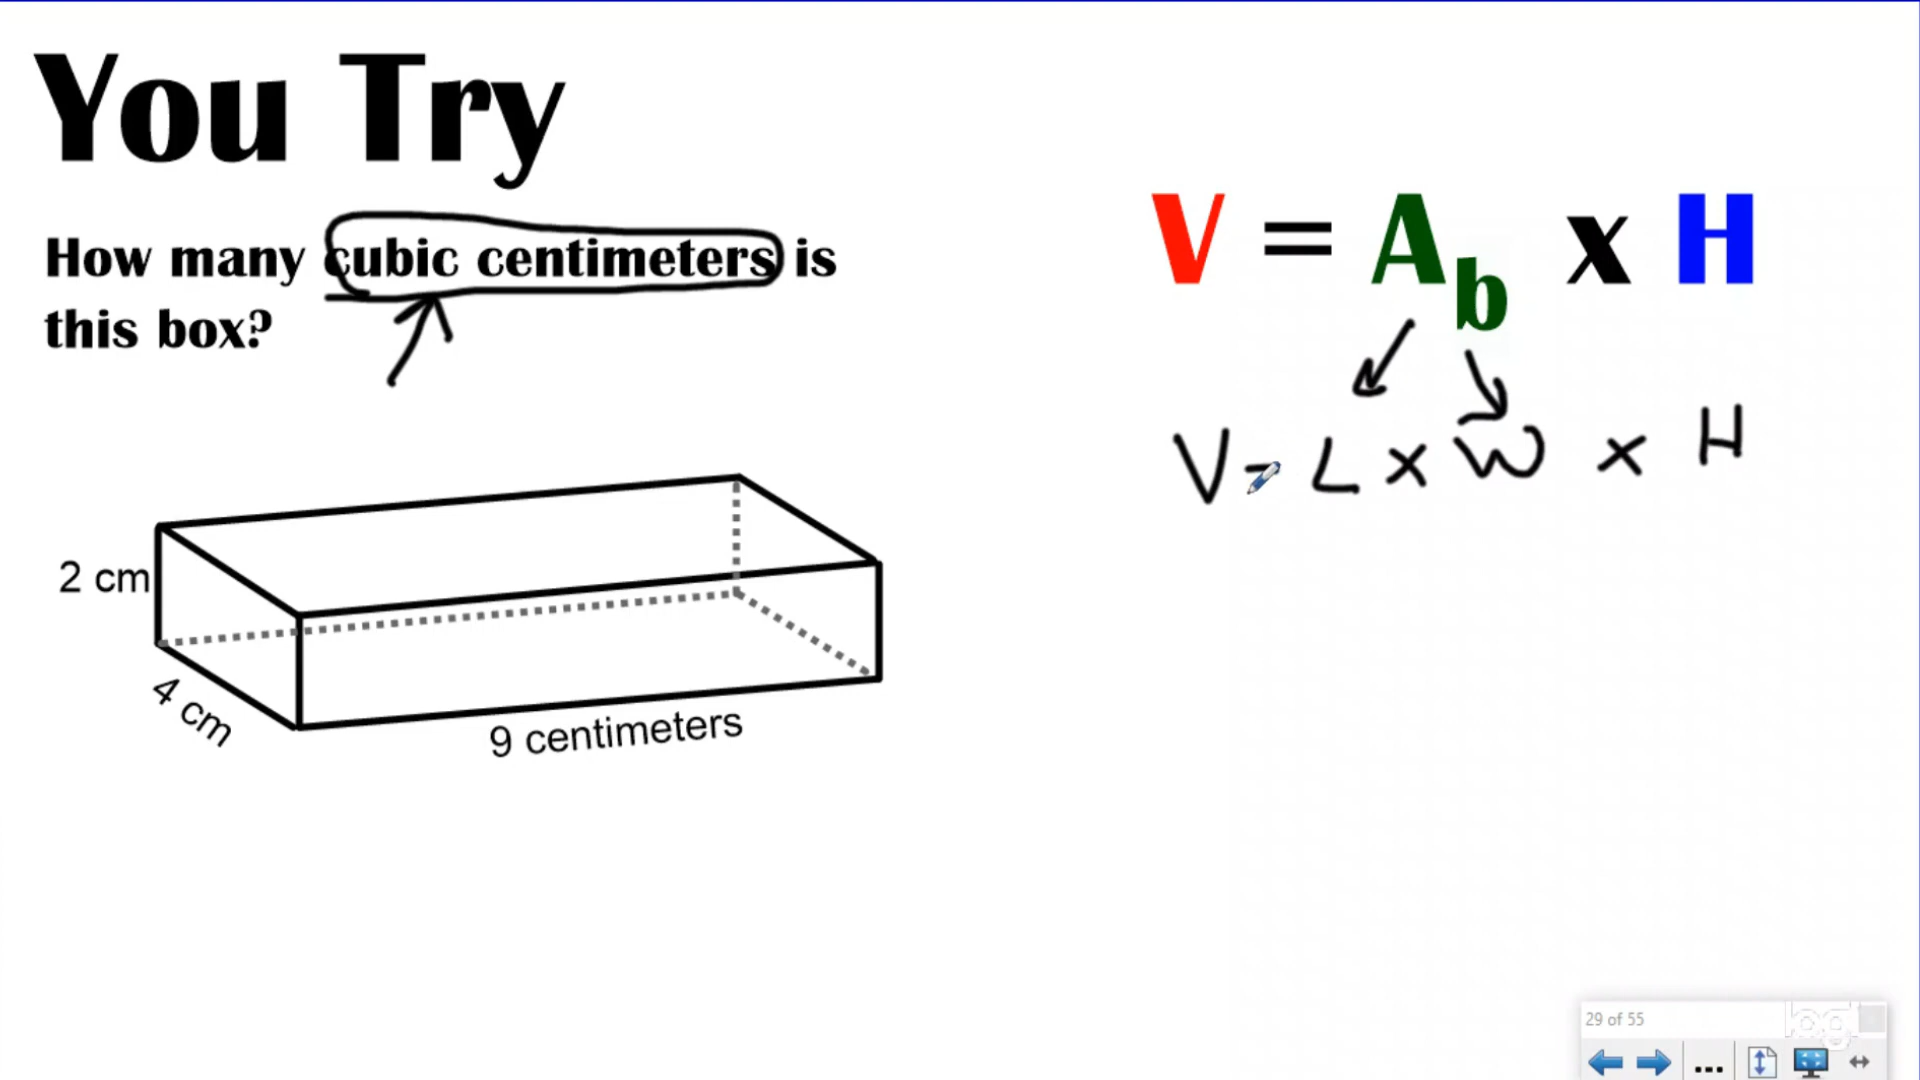 You Try
How many cubic centimeters is
this box?
V = Ab x H
V = L x W x H
2 cm
4 cm
9 centimeters
29 of 55
...